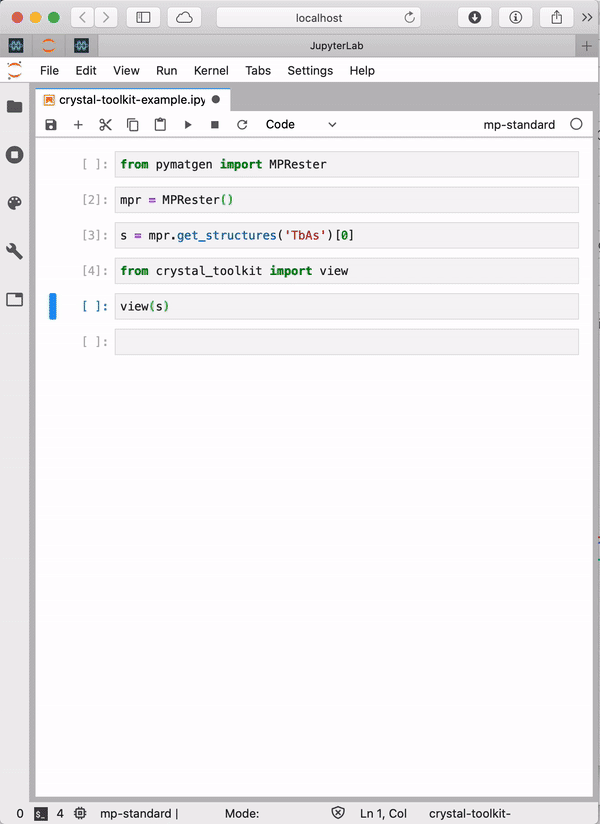 localhost
JupyterLab
File Edit View Run Kernel Tabs Settings Help
crystal-toolkit-example.ipy
Code mp-standard
[ ]: from pymatgen import MPRester
[2]: mpr = MPRester()
[3]: s = mpr.get_structures('TbAs')[0]
[4]: from crystal_toolkit import view
[ ]: view(s)
[ ]:
0 $_ 4 mp-standard | Mode: Ln 1, Col crystal-toolkit-